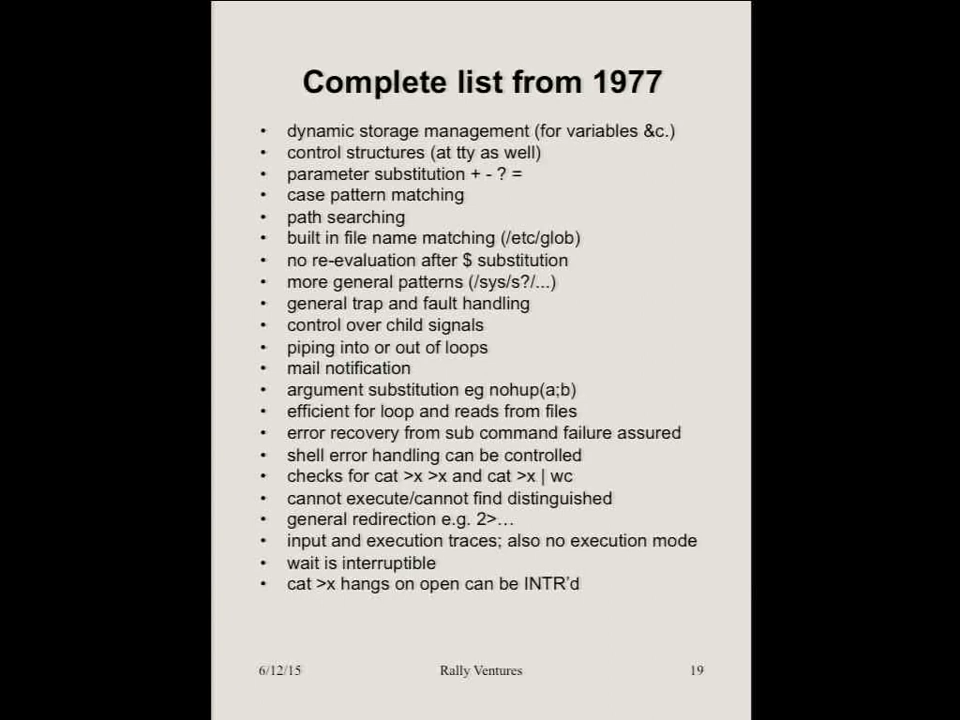 Complete list from 1977
• dynamic storage management (for variables &c.)
• control structures (at tty as well)
• parameter substitution + - ? =
• case pattern matching
• path searching
• built in file name matching (/etc/glob)
• no re-evaluation after $ substitution
• more general patterns (/sys/s?/...)
• general trap and fault handling
• control over child signals
• piping into or out of loops
• mail notification
• argument substitution eg nohup(a;b)
• efficient for loop and reads from files
• error recovery from sub command failure assured
• shell error handling can be controlled
• checks for cat >x >x and cat >x | wc
• cannot execute/cannot find distinguished
• general redirection e.g. 2>…
• input and execution traces; also no execution mode
• wait is interruptible
• cat >x hangs on open can be INTR’d
6/12/15 Rally Ventures 19